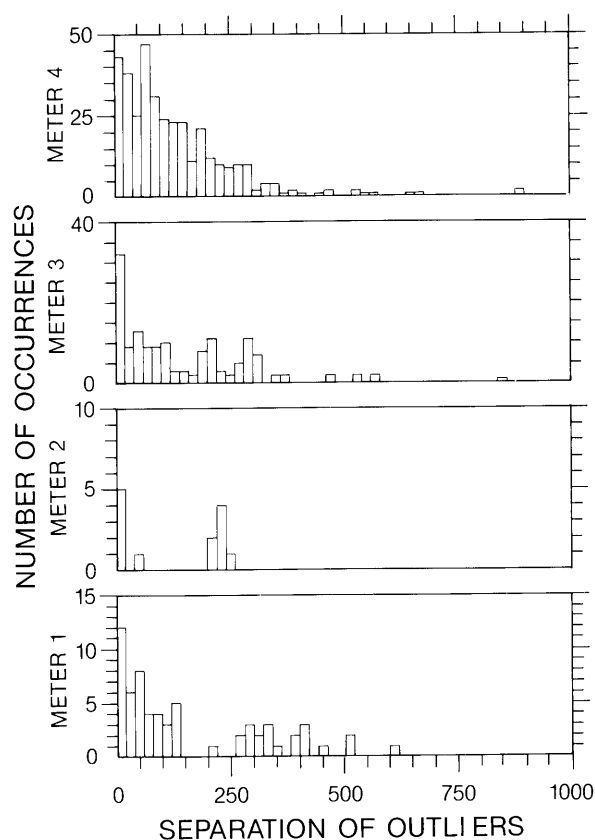 NUMBER OF OCCURRENCES
METER 4
50
25
0
METER 3
40
0
METER 2
10
5
0
METER 1
15
10
5
0
0 250 500 750 1000
SEPARATION OF OUTLIERS